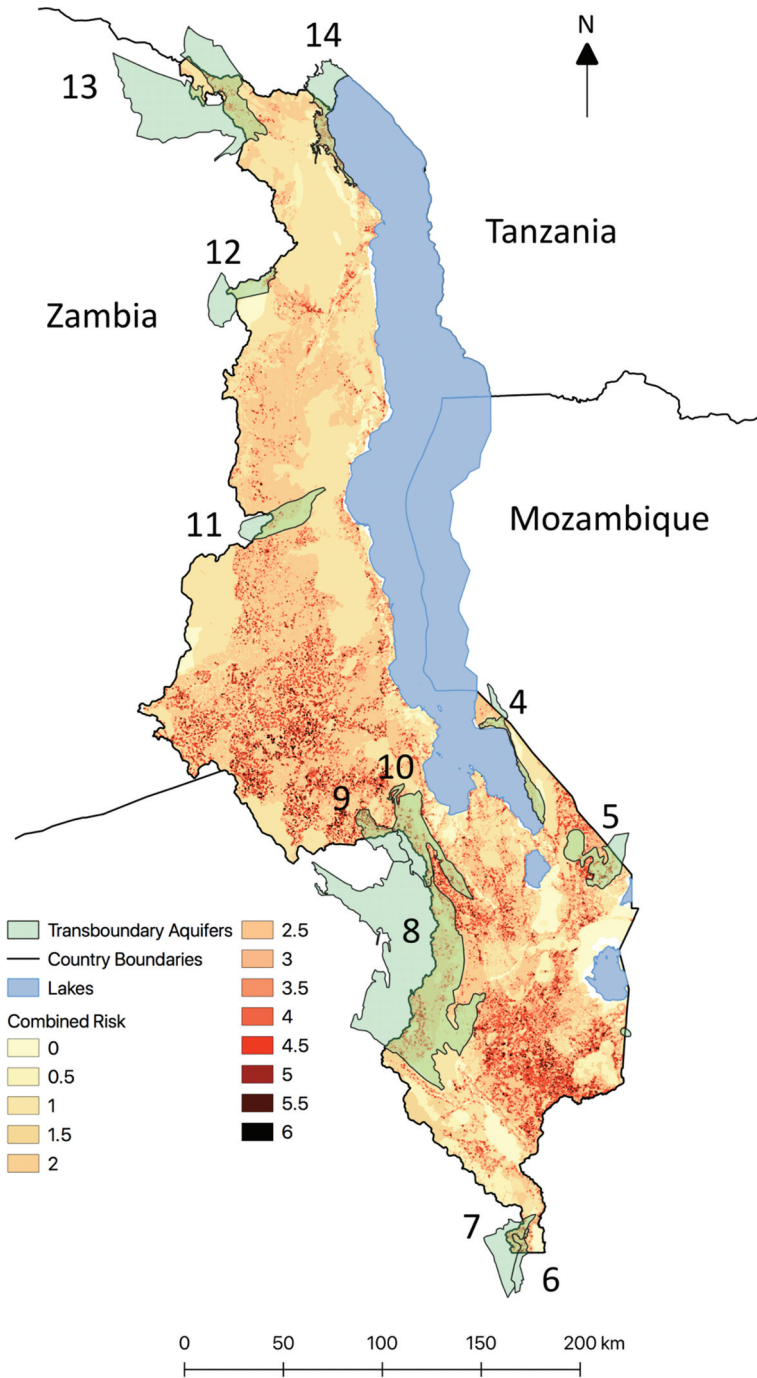 14
N
13
Tanzania
12
Zambia
11
Mozambique
4
10
9
5
8
Transboundary Aquifers
Country Boundaries
Lakes
Combined Risk
0
0.5
1
1.5
2
2.5
3
3.5
4
4.5
5
5.5
6
7
6
0 50 100 150 200 km